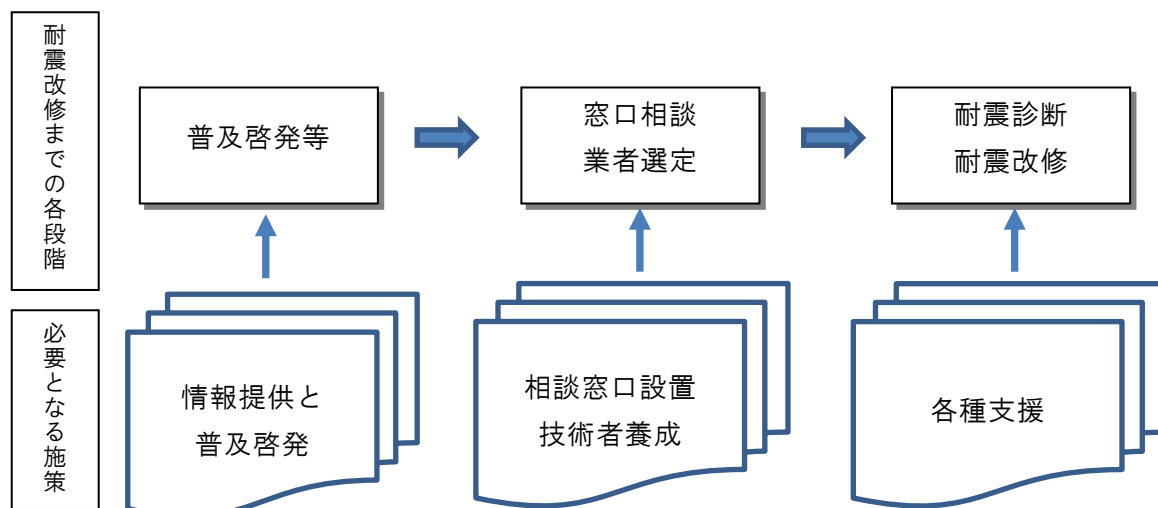 耐震改修までの各段階
普及啓発等
窓口相談
業者選定
耐震診断
耐震改修
必要となる施策
情報提供と
普及啓発
相談窓口設置
技術者養成
各種支援